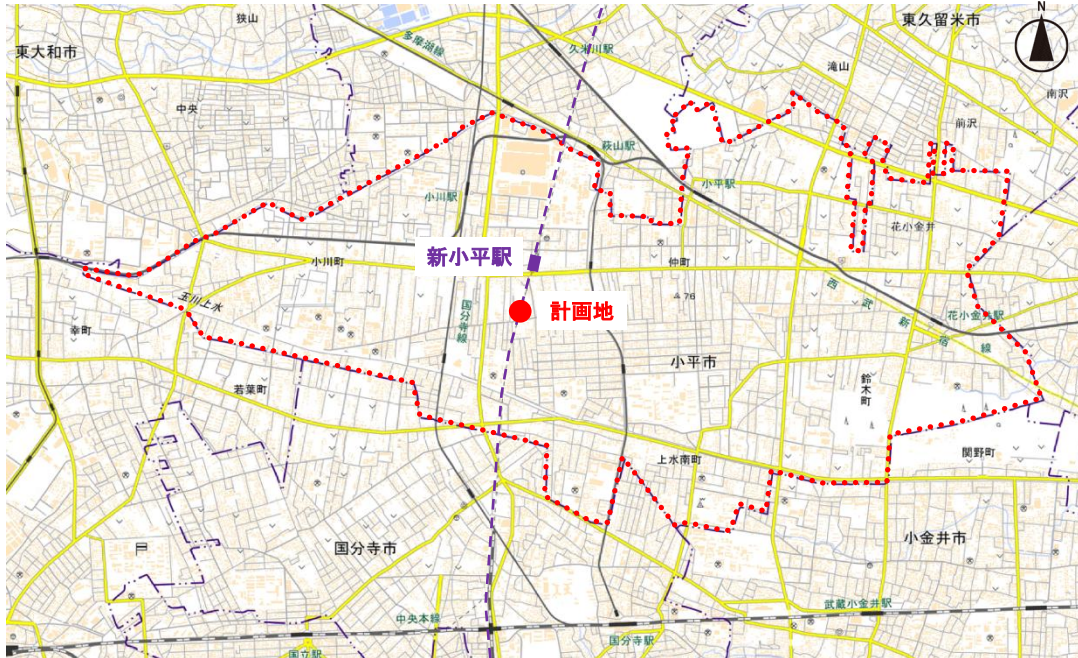 狭山
東久留米市
N
東大和市
多摩湖線
久米川駅
滝山
南沢
中央
前沢
萩山駅
小平駅
小川駅
花小金井
小川町
新小平駅
仲町
玉川上水
76
国分寺線
計画地
西武新宿線
花小金井駅
幸町
小平市
若葉町
鈴木町
上水南町
関野町
国分寺市
小金井市
武蔵小金井駅
中央本線
国分寺駅
国立駅